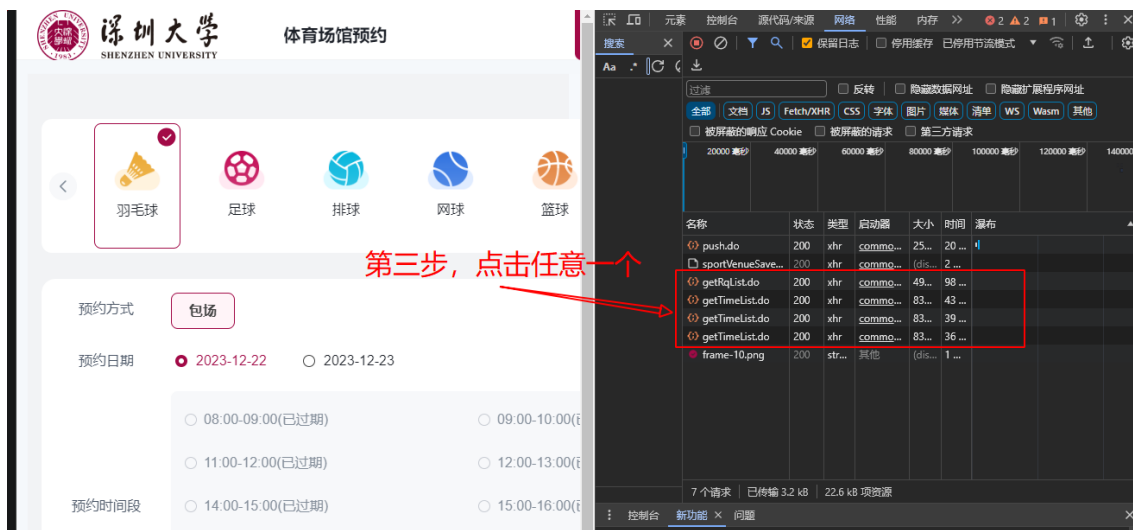 深圳大学
SHENZHEN UNIVERSITY
1983
体育场馆预约
羽毛球
足球
排球
网球
篮球
第三步，点击任意一个
预约方式
包场
预约日期
2023-12-22
2023-12-23
08:00-09:00(已过期)
09:00-10:00(
11:00-12:00(已过期)
12:00-13:00(
预约时间段
14:00-15:00(已过期)
15:00-16:00(
元素 控制台 源代码/来源 网络 性能 内存 2 2 1
搜索
保留日志 停用缓存 已停用节流模式
Aa .*
过滤 反转 隐藏数据网址 隐藏扩展程序网址
全部 文档 JS Fetch/XHR CSS 字体 图片 媒体 清单 WS Wasm 其他
被屏蔽的响应 Cookie 被屏蔽的请求 第三方请求
20000 毫秒 40000 毫秒 60000 毫秒 80000 毫秒 100000 毫秒 120000 毫秒 140000
名称 状态 类型 启动器 大小 时间 瀑布
push.do 200 xhr commo... 25... 20 ...
sportVenueSave... 200 xhr commo... (dis... 2 ...
getRqList.do 200 xhr commo... 49... 98 ...
getTimeList.do 200 xhr commo... 83... 43 ...
getTimeList.do 200 xhr commo... 83... 39 ...
getTimeList.do 200 xhr commo... 83... 36 ...
frame-10.png 200 str... 其他 (dis... 1 ...
7 个请求 已传输 3.2 kB 22.6 kB 项资源
控制台 新功能 问题